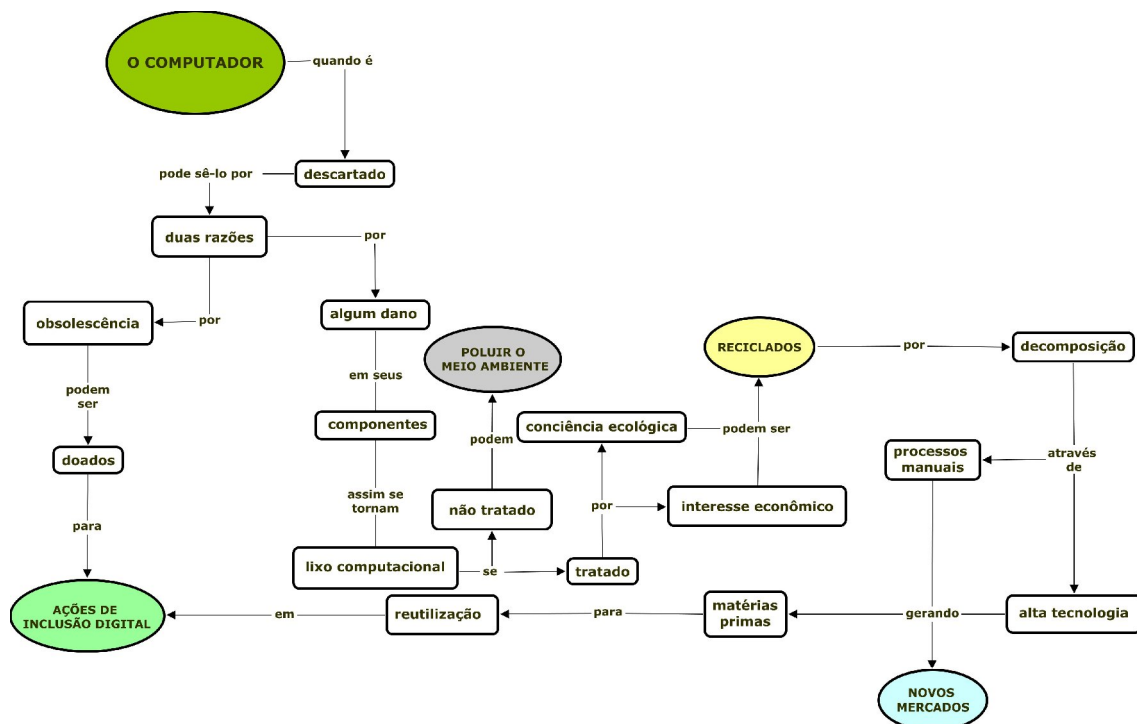 O COMPUTADOR
quando é
descartado
pode sê-lo por
duas razões
por
algum dano
por
obsolescência
podem
ser
doados
para
AÇÕES DE
INCLUSÃO DIGITAL
em seus
componentes
assim se
tornam
lixo computacional
se
não tratado
podem
POLUIR O
MEIO AMBIENTE
tratado
por
conciência ecológica
interesse econômico
podem ser
RECICLADOS
por
decomposição
através
de
processos
manuais
alta tecnologia
gerando
NOVOS
MERCADOS
matérias
primas
para
reutilização
em